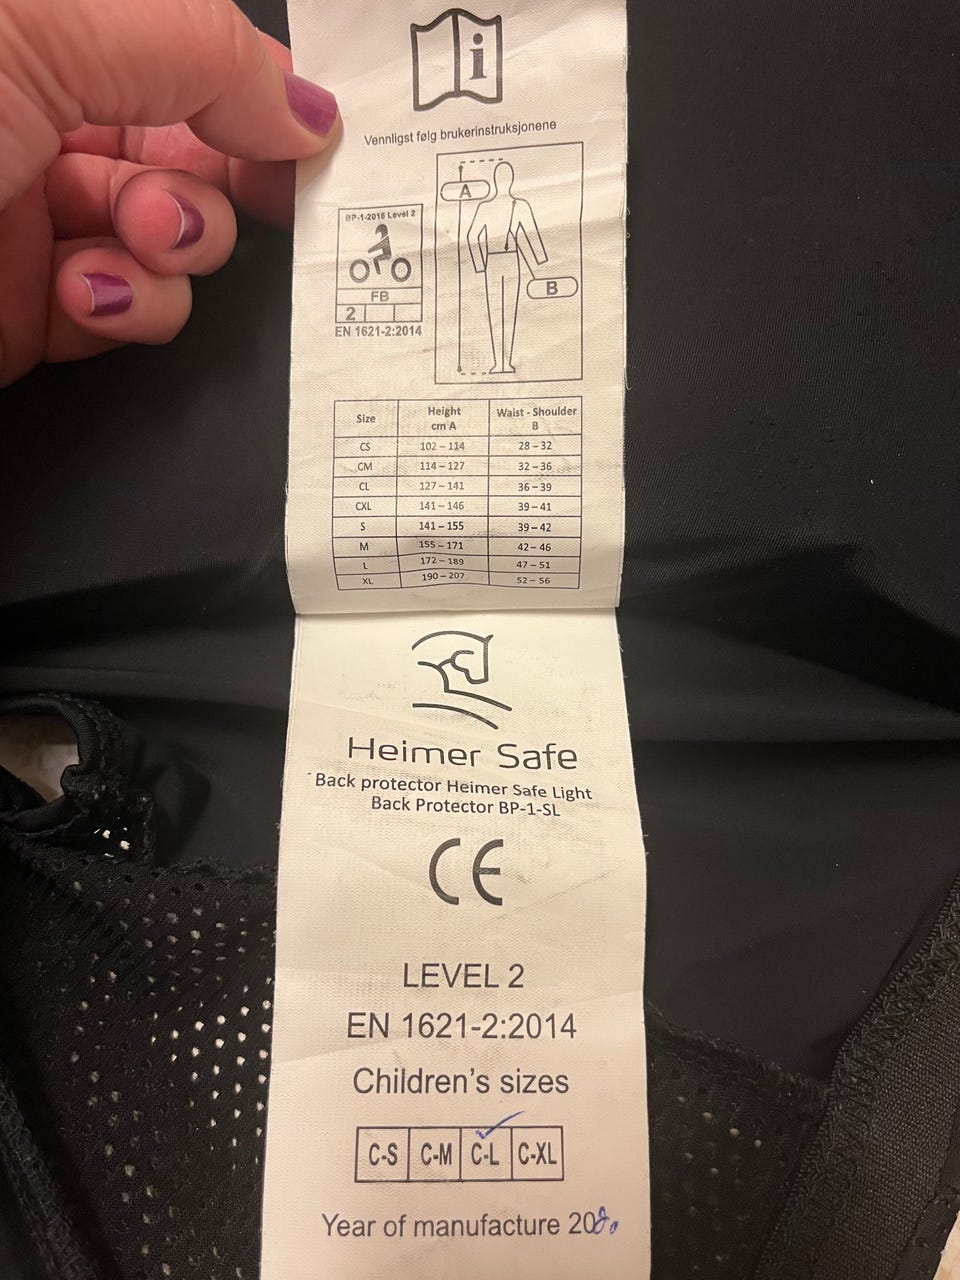 i
Vennligst følg brukerinstruksjonene
A
B
BP-1-2016 Level 2
FB
2
EN 1621-2:2014
Size Height cm A Waist - Shoulder B
CS 102 – 114 28 – 32
CM 114 – 127 32 – 36
CL 127 – 141 36 – 39
CXL 141 – 146 39 – 41
S 141 – 155 39 – 42
M 155 – 171 42 – 46
L 172 – 189 47 – 51
XL 190 – 207 52 – 56
Heimer Safe
Back protector Heimer Safe Light
Back Protector BP-1-SL
CE
LEVEL 2
EN 1621-2:2014
Children's sizes
C-S C-M C-L C-XL
Year of manufacture 20